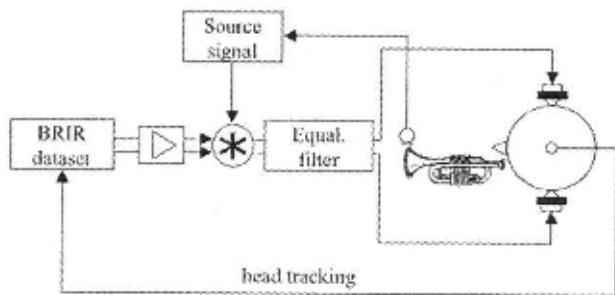 Source
signal
BRIR
dataset
Equal.
filter
head tracking